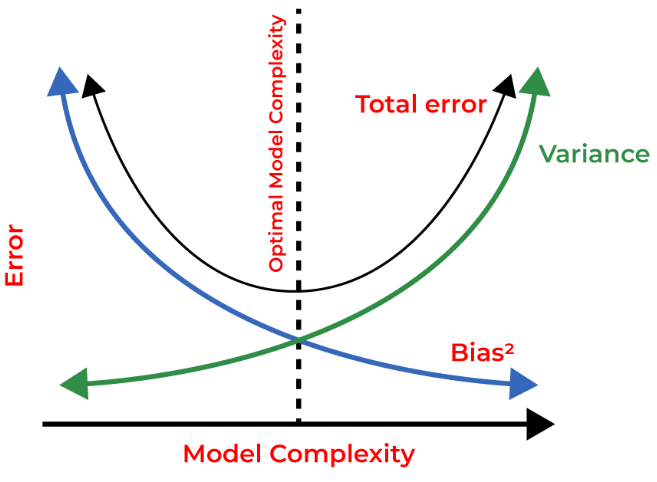 Optimal Model Complexity
Total error
Variance
Error
Bias²
Model Complexity